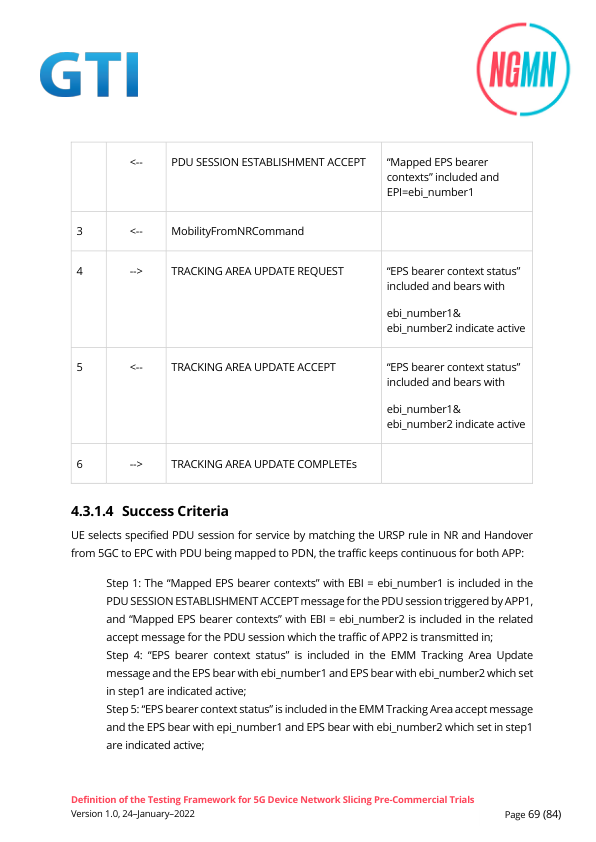 GTI
NGMN
<-- PDU SESSION ESTABLISHMENT ACCEPT “Mapped EPS bearer
contexts” included and
EPI=ebi_number1
3 <-- MobilityFromNRCommand
4 --> TRACKING AREA UPDATE REQUEST “EPS bearer context status”
included and bears with
ebi_number1&
ebi_number2 indicate active
5 <-- TRACKING AREA UPDATE ACCEPT “EPS bearer context status”
included and bears with
ebi_number1&
ebi_number2 indicate active
6 --> TRACKING AREA UPDATE COMPLETEs
4.3.1.4 Success Criteria
UE selects specified PDU session for service by matching the URSP rule in NR and Handover
from 5GC to EPC with PDU being mapped to PDN, the traffic keeps continuous for both APP:
Step 1: The “Mapped EPS bearer contexts” with EBI = ebi_number1 is included in the
PDU SESSION ESTABLISHMENT ACCEPT message for the PDU session triggered by APP1,
and “Mapped EPS bearer contexts” with EBI = ebi_number2 is included in the related
accept message for the PDU session which the traffic of APP2 is transmitted in;
Step 4: “EPS bearer context status” is included in the EMM Tracking Area Update
message and the EPS bear with ebi_number1 and EPS bear with ebi_number2 which set
in step1 are indicated active;
Step 5: “EPS bearer context status” is included in the EMM Tracking Area accept message
and the EPS bear with epi_number1 and EPS bear with ebi_number2 which set in step1
are indicated active;
Definition of the Testing Framework for 5G Device Network Slicing Pre-Commercial Trials
Version 1.0, 24–January–2022 Page 69 (84)